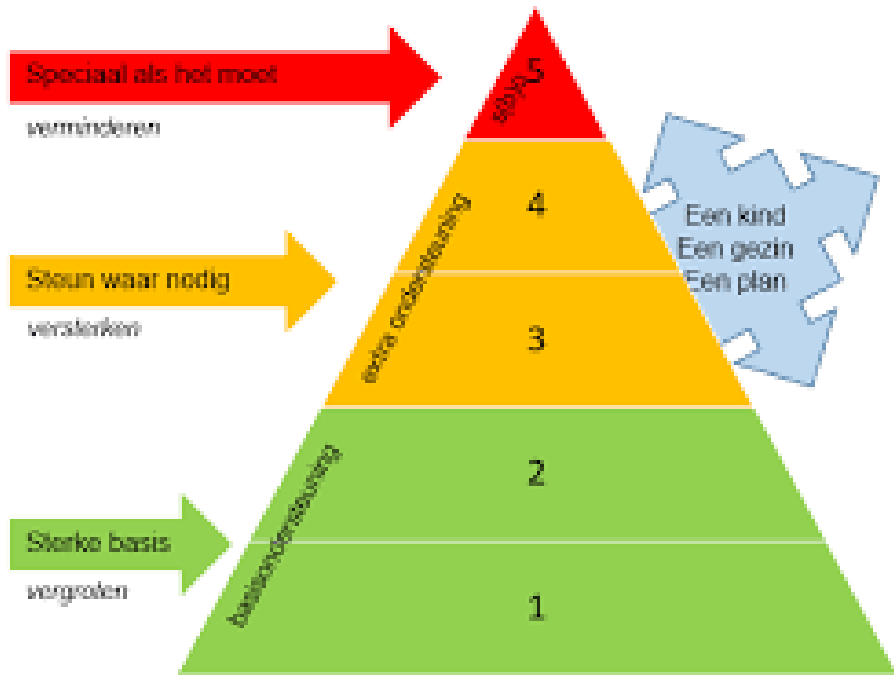 Speciaal als het moet
verminderen
5
4
extra ondersteuning
Steun waar nodig
versterken
3
Een kind
Een gezin
Een plan
2
basisondersteuning
Sterke basis
vergroten
1